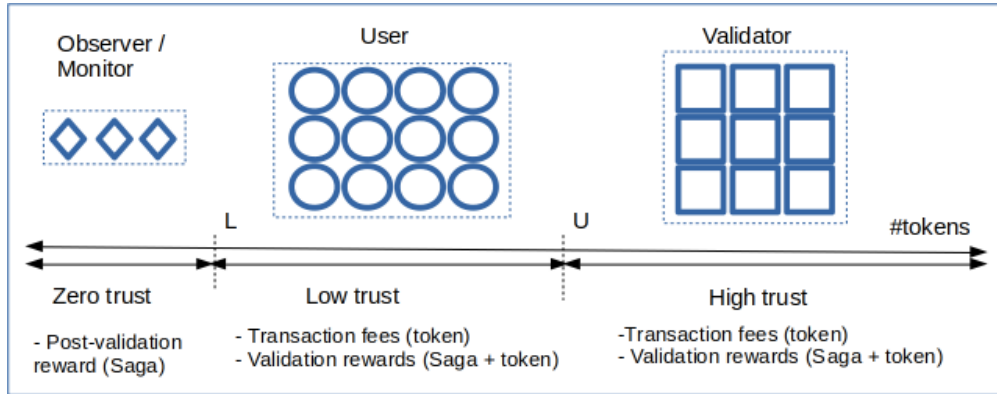 Observer /
Monitor
User
Validator
L
U
#tokens
Zero trust
Low trust
High trust
- Post-validation
reward (Saga)
- Transaction fees (token)
- Validation rewards (Saga + token)
-Transaction fees (token)
- Validation rewards (Saga + token)